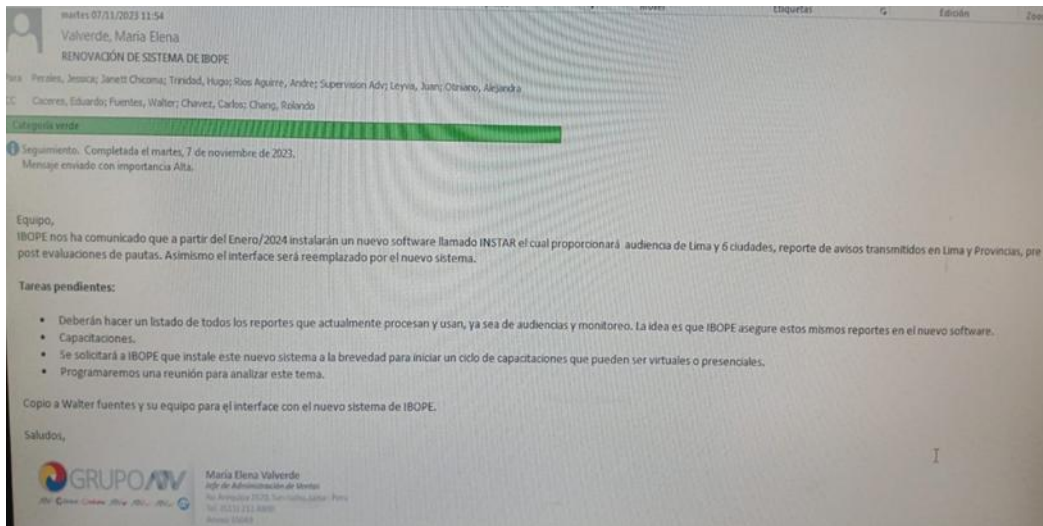 Etiquetas
Edición
martes 07/11/2023 11:54
Valverde, Maria Elena
RENOVACIÓN DE SISTEMA DE IBOPE
Para Perales, Jessica; Janett Chicoma; Trinidad, Hugo; Rios Aguirre, Andre; Supervision Adv; Leyva, Juan; Otiniano, Alejandra
CC Caceres, Eduardo; Fuentes, Walter; Chavez, Carlos; Chang, Rolando
Categoría verde
Seguimiento. Completada el martes, 7 de noviembre de 2023.
Mensaje enviado con importancia Alta.
Equipo,
IBOPE nos ha comunicado que a partir del Enero/2024 instalarán un nuevo software llamado INSTAR el cual proporcionará audiencia de Lima y 6 ciudades, reporte de avisos transmitidos en Lima y Provincias, pre
post evaluaciones de pautas. Asimismo el interface será reemplazado por el nuevo sistema.
Tareas pendientes:
• Deberán hacer un listado de todos los reportes que actualmente procesan y usan, ya sea de audiencias y monitoreo. La idea es que IBOPE asegure estos mismos reportes en el nuevo software.
• Capacitaciones.
• Se solicitará a IBOPE que instale este nuevo sistema a la brevedad para iniciar un ciclo de capacitaciones que pueden ser virtuales o presenciales.
• Programaremos una reunión para analizar este tema.
Copio a Walter fuentes y su equipo para el interface con el nuevo sistema de IBOPE.
Saludos,
GRUPO ATV
María Elena Valverde
Jefe de Administración de Ventas